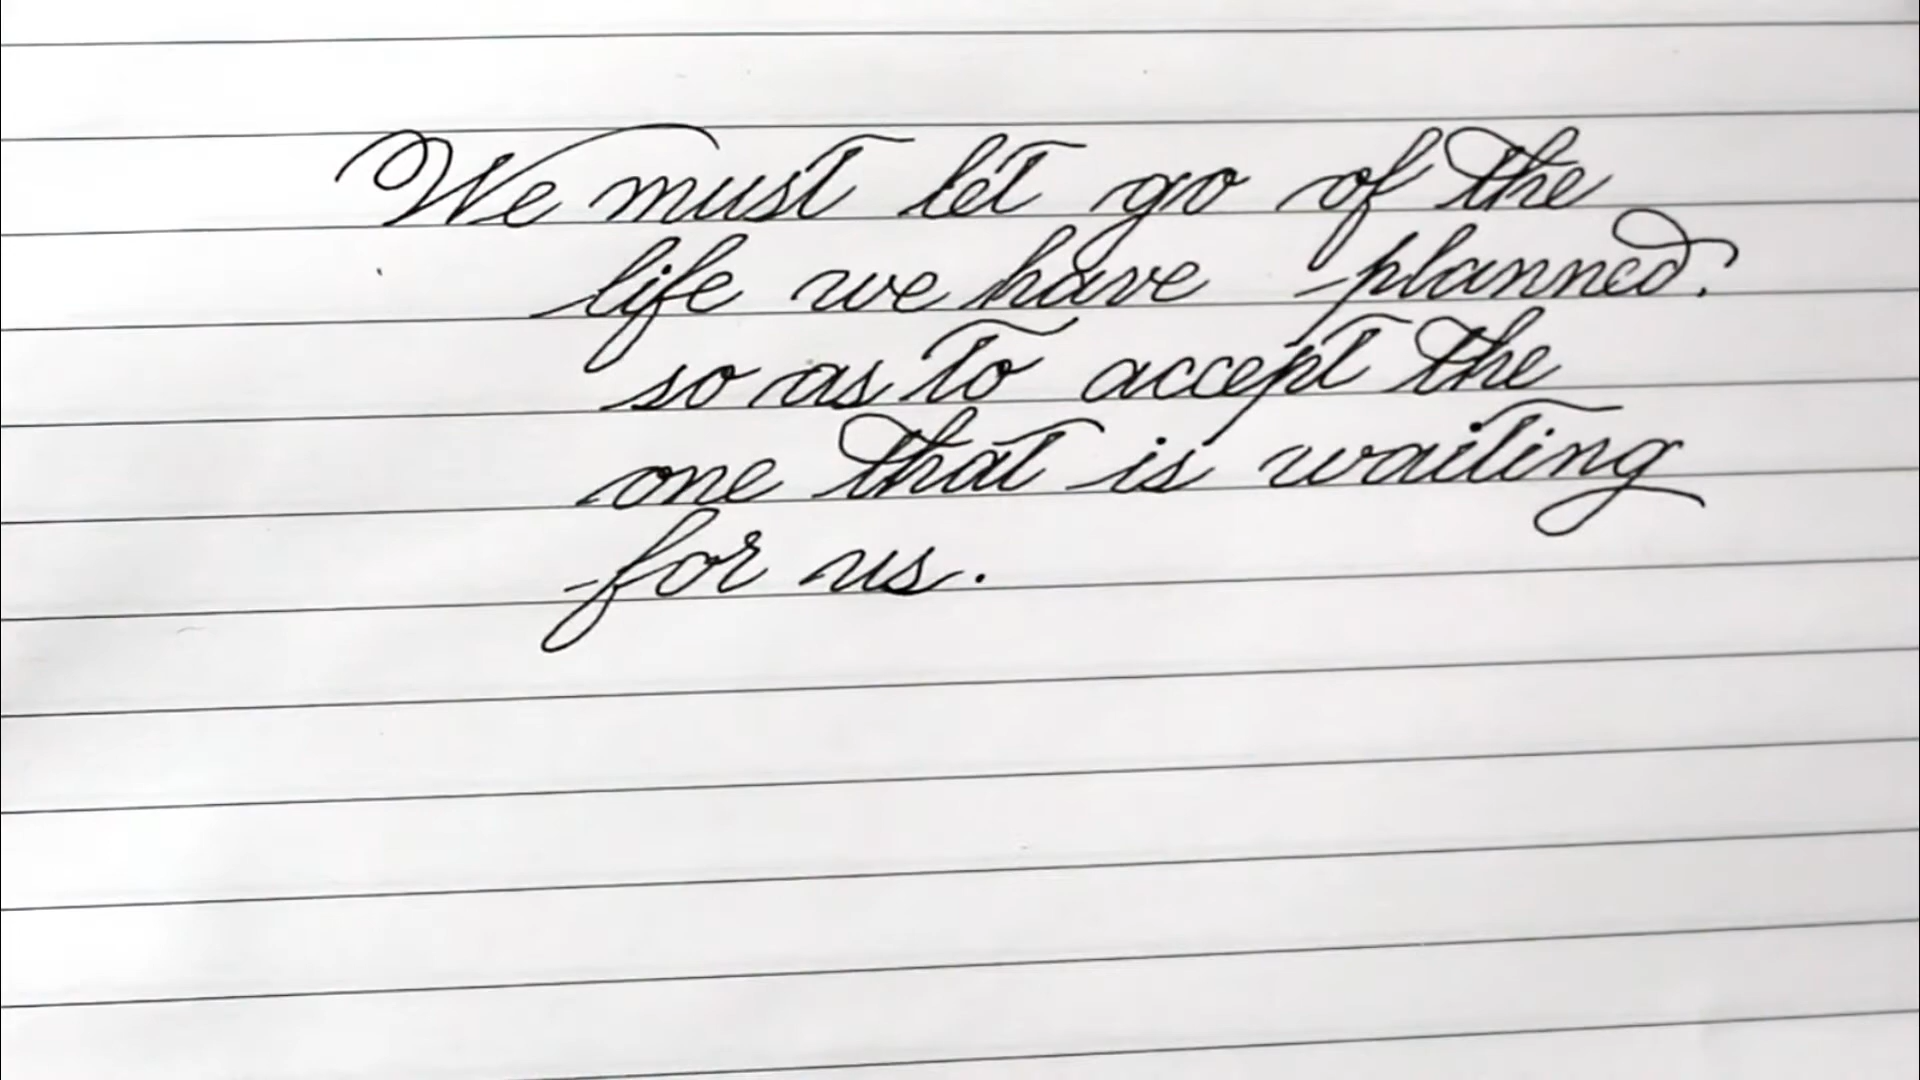 We must let go of the
life we have planned.
so as to accept the
one that is waiting
for us.